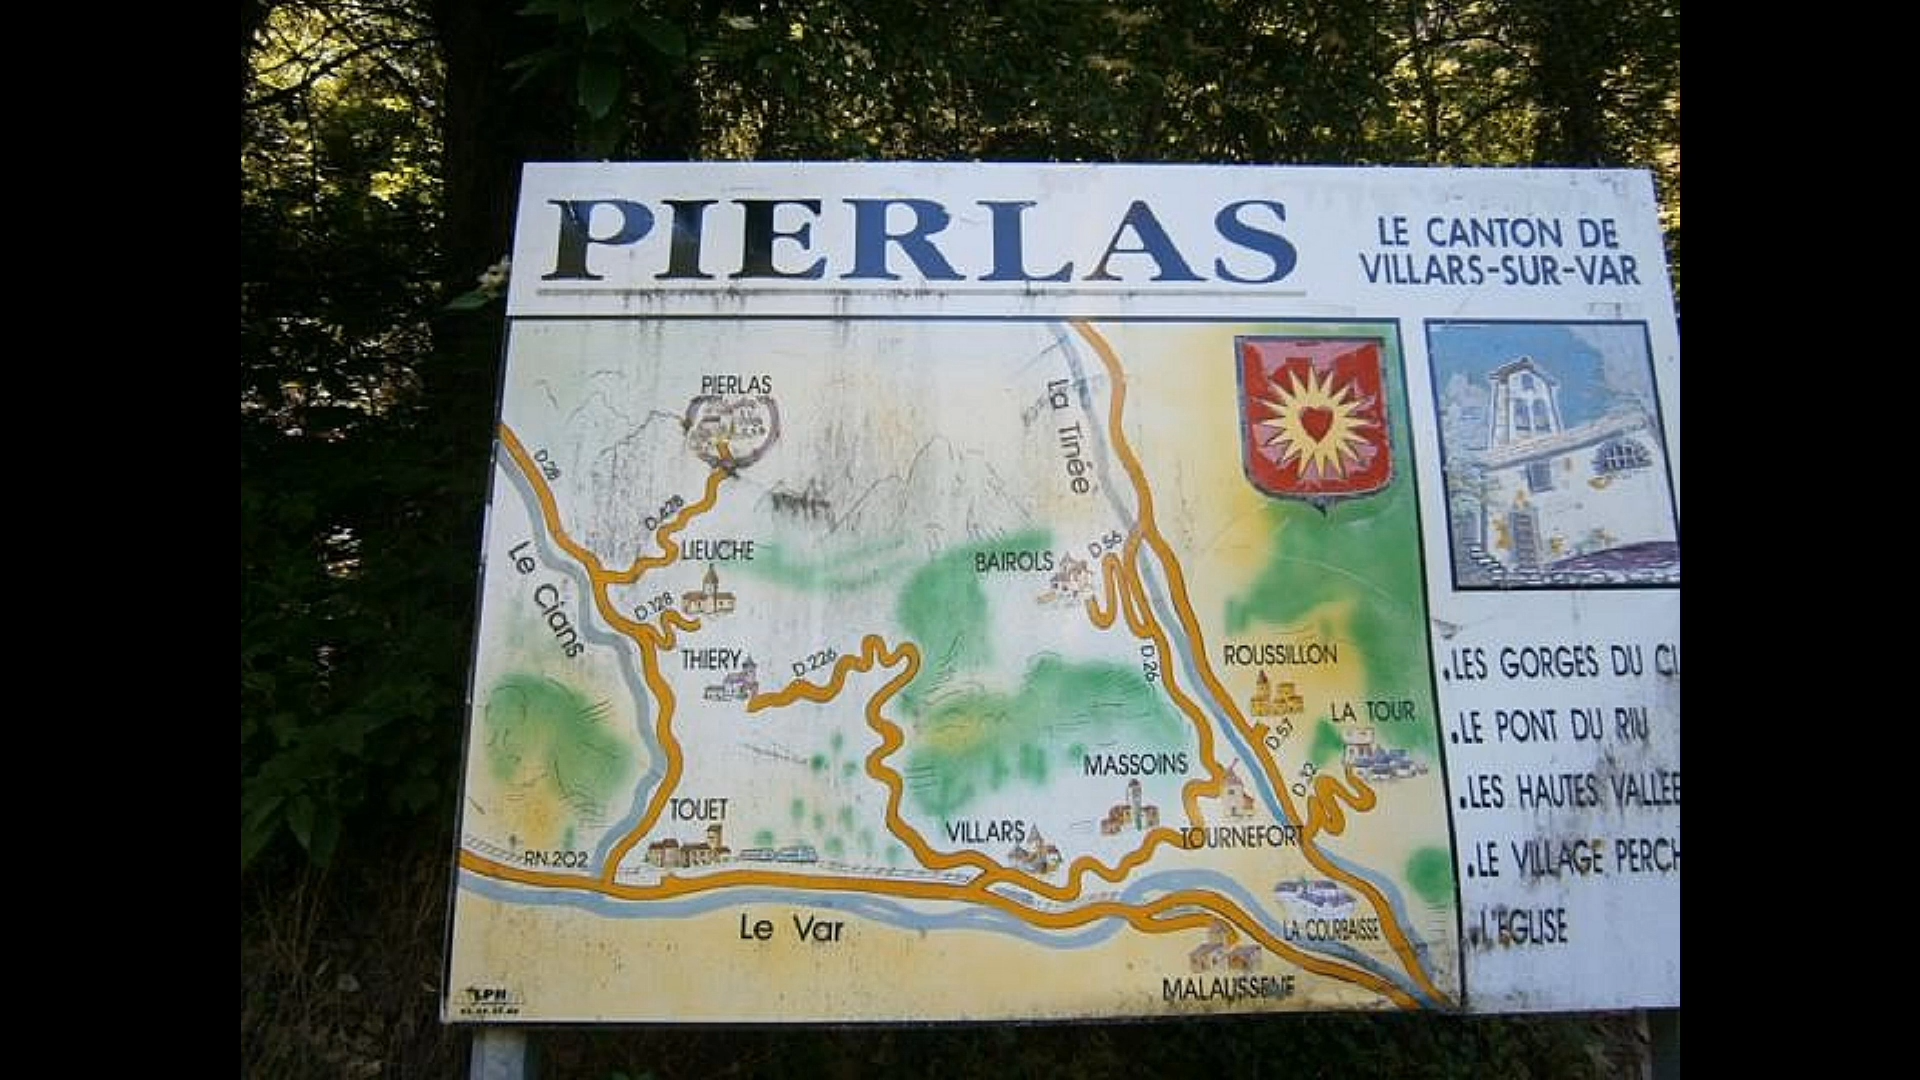 PIERLAS
LE CANTON DE
VILLARS-SUR-VAR
PIERLAS
La Tinée
D.28
D.428
LIEUCHE
BAIROLS
D.56
Le Cians
D.128
THIERY
D.226
D.26
ROUSSILLON
LA TOUR
D.57
MASSOINS
D.32
TOUET
VILLARS
TOURNEFORT
RN.202
Le Var
LA COURBAISSE
MALAUSSENE
.LES GORGES DU
.LE PONT DU RIU
.LES HAUTES VALLEE
.LE VILLAGE PERCH
.L'EGLISE